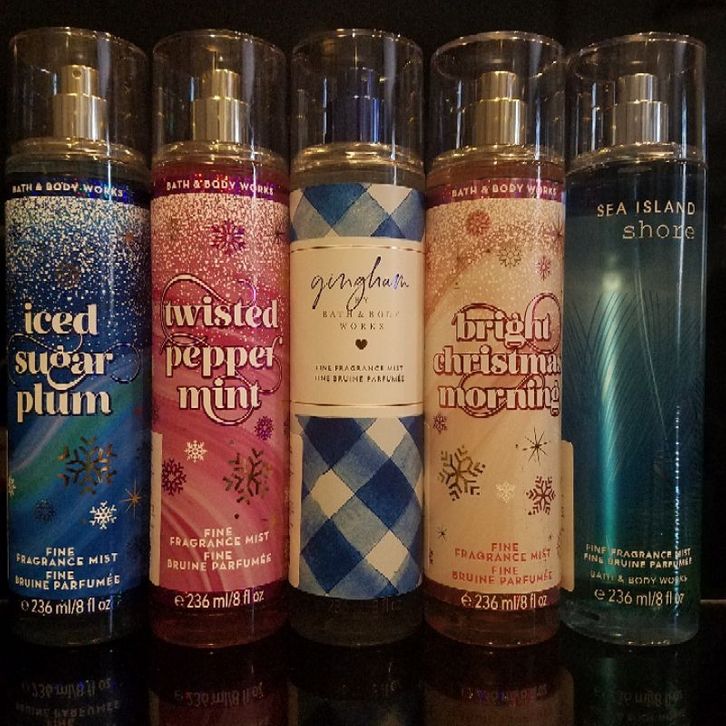 BATH & BODY WORKS
iced
sugar
plum
FINE
FRAGRANCE MIST
FINE
BRUINE PARFUMÉE
e 236 ml/8 fl oz
BATH & BODY WORKS
twisted
pepper
mint
FINE
FRAGRANCE MIST
FINE
BRUINE PARFUMÉE
e 236 ml/8 fl oz
gingham
BY
BATH & BODY
WORKS
FINE FRAGRANCE MIST
FINE BRUINE PARFUMÉE
BATH & BODY WORKS
bright
christmas
morning
FINE
FRAGRANCE MIST
FINE
BRUINE PARFUMÉE
e 236 ml/8 fl oz
SEA ISLAND
shore
FINE FRAGRANCE MIST
FINE BRUINE PARFUMÉE
BATH & BODY WORKS
e 236 ml/8 fl oz